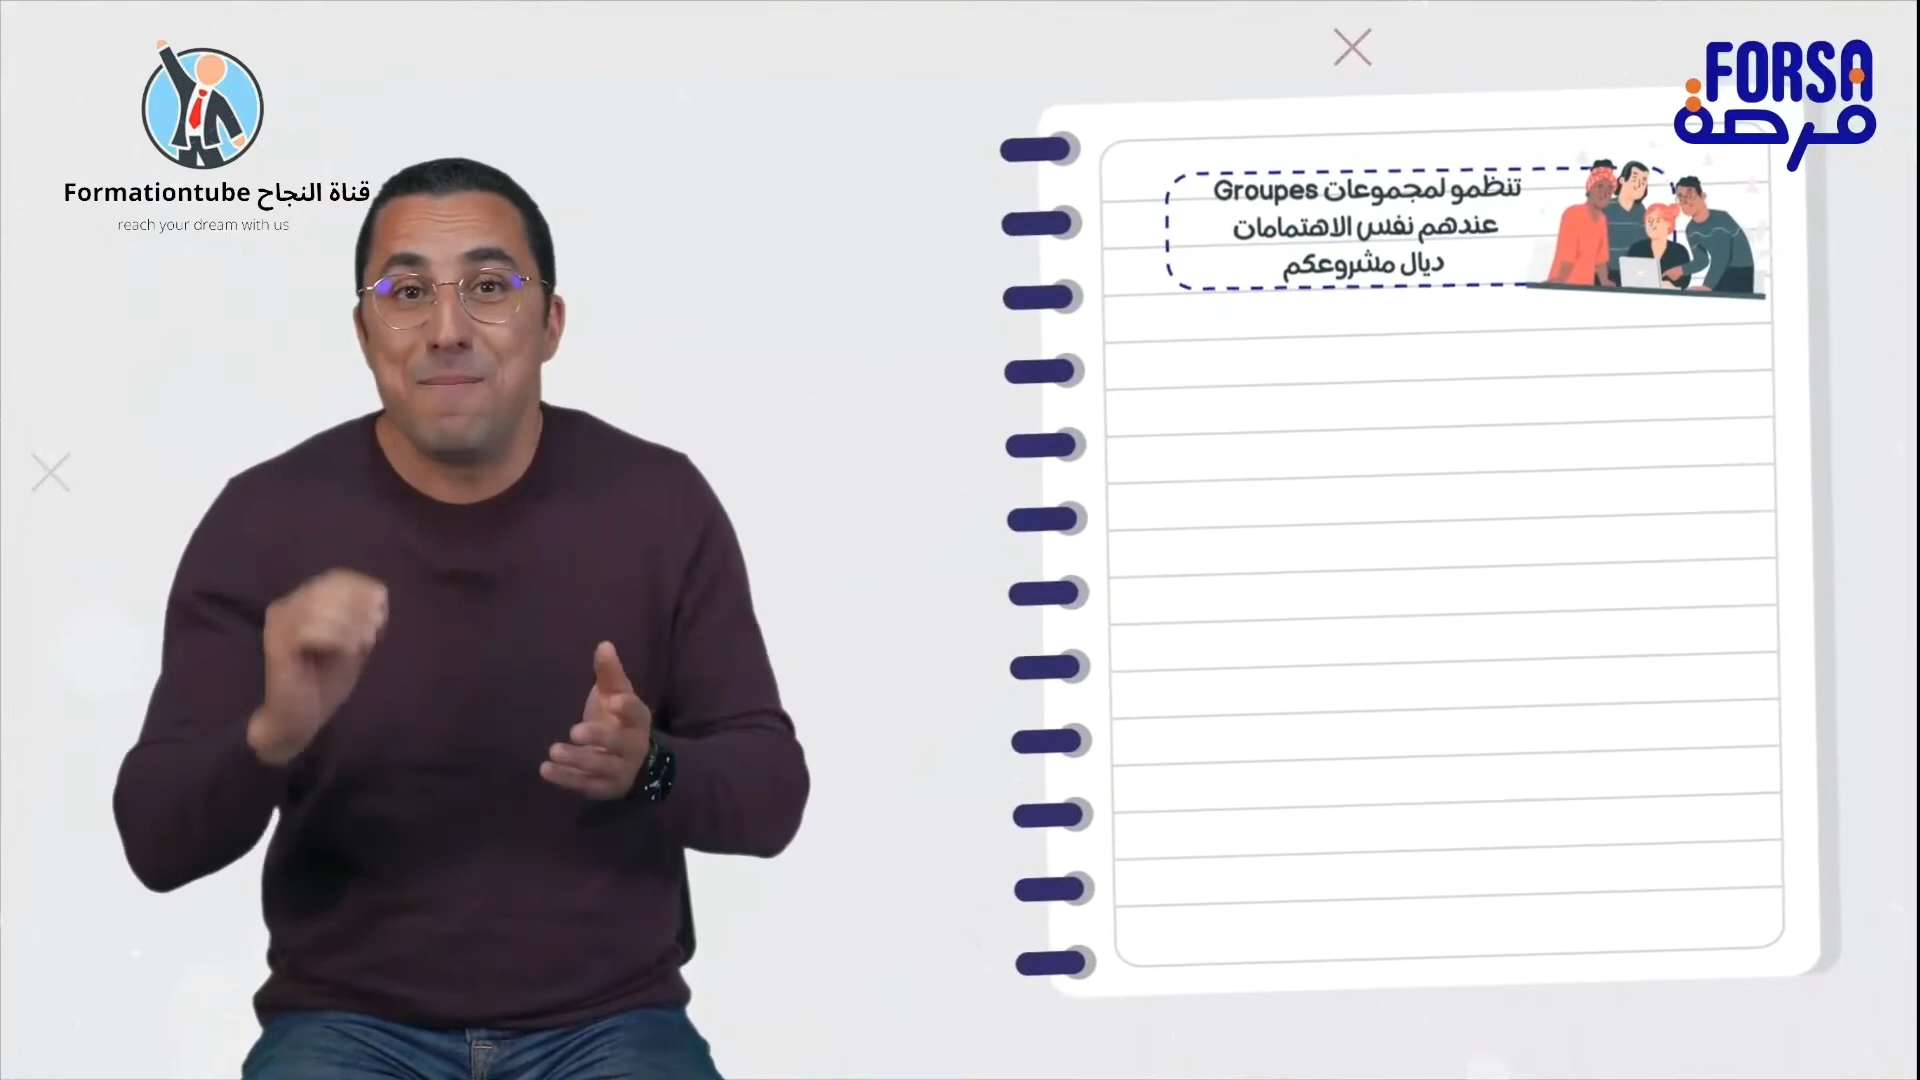 Formationtube قناة النجاح
reach your dream with us
FORSA
فرصة
تنظمو لمجموعات Groupes
عندهم نفس الاهتمامات
ديال مشروعكم